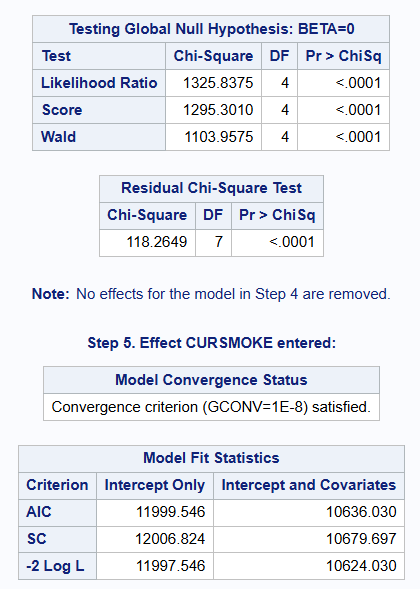 Testing Global Null Hypothesis: BETA=0
Test Chi-Square DF Pr > ChiSq
Likelihood Ratio 1325.8375 4 <.0001
Score 1295.3010 4 <.0001
Wald 1103.9575 4 <.0001
Residual Chi-Square Test
Chi-Square DF Pr > ChiSq
118.2649 7 <.0001
Note: No effects for the model in Step 4 are removed.
Step 5. Effect CURSMOKE entered:
Model Convergence Status
Convergence criterion (GCONV=1E-8) satisfied.
Model Fit Statistics
Criterion Intercept Only Intercept and Covariates
AIC 11999.546 10636.030
SC 12006.824 10679.697
-2 Log L 11997.546 10624.030